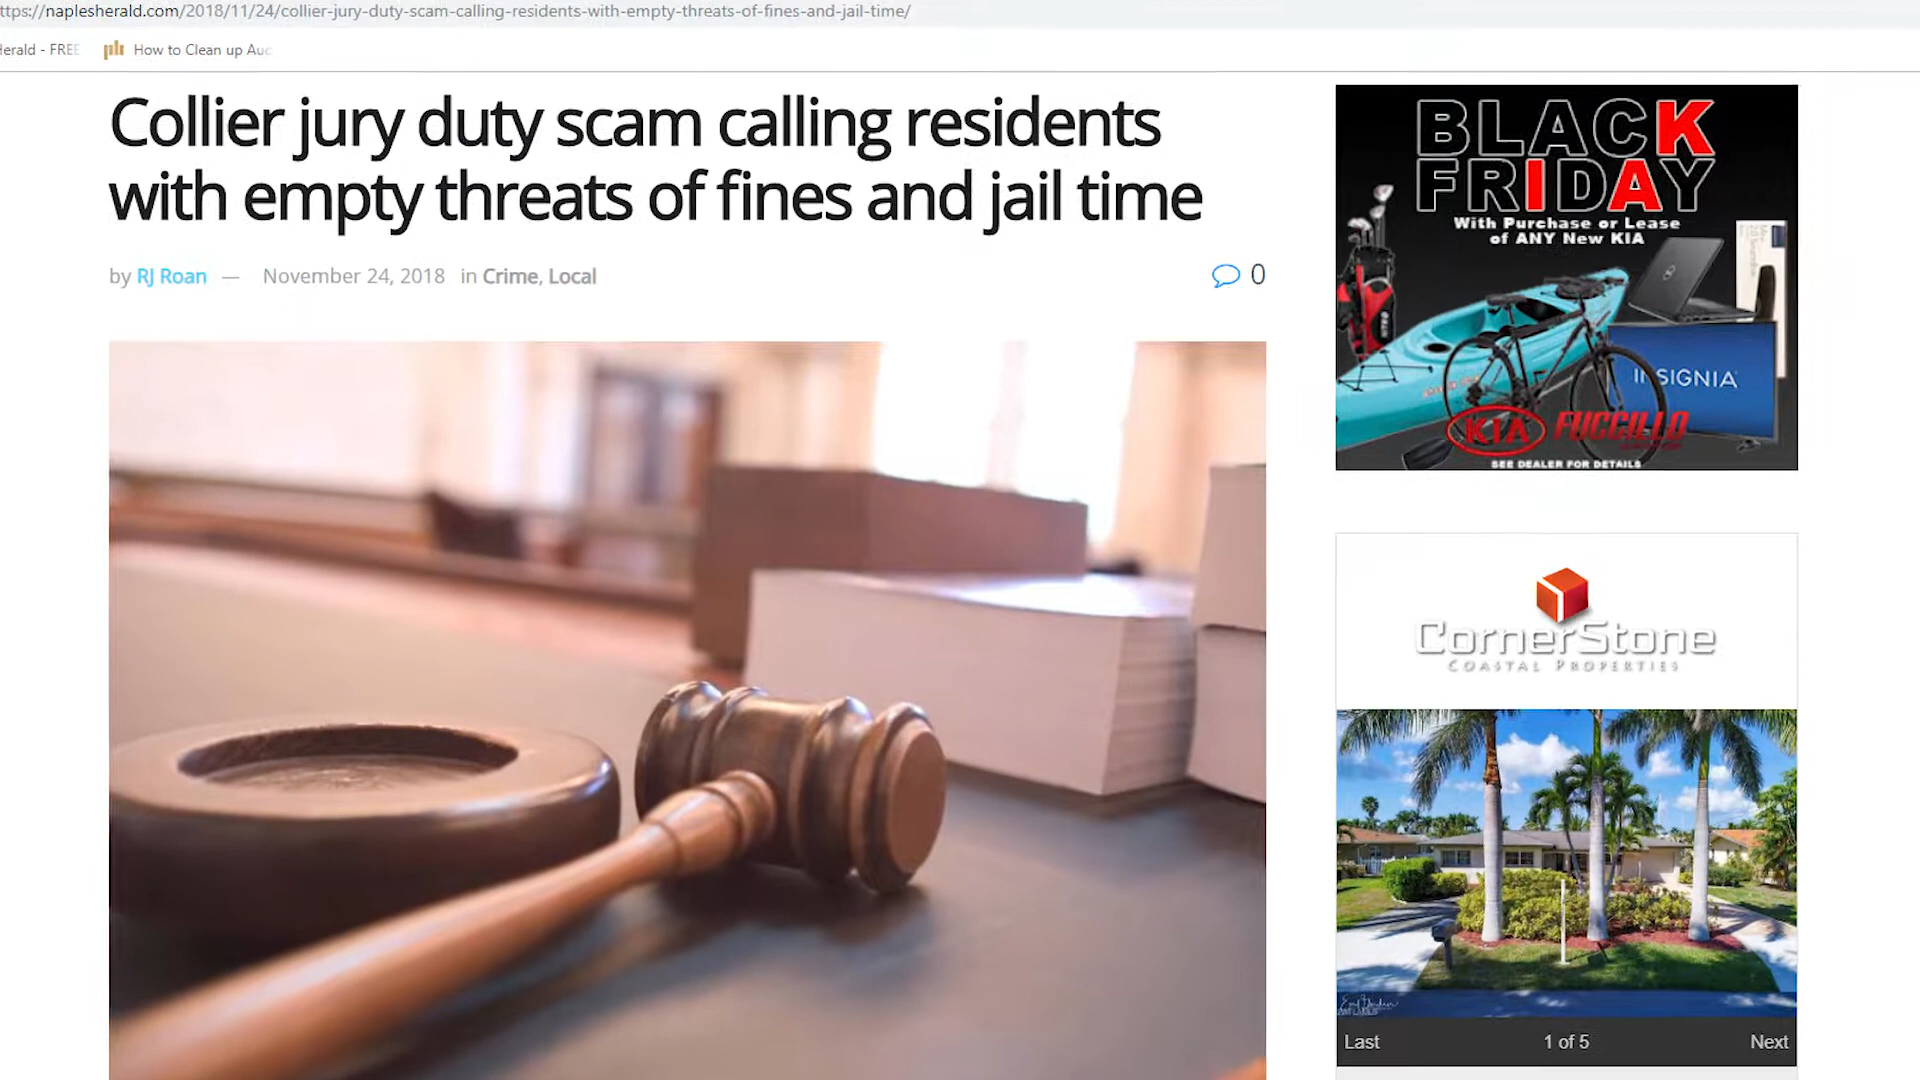 ttps://naplesherald.com/2018/11/24/collier-jury-duty-scam-calling-residents-with-empty-threats-of-fines-and-jail-time/
Herald - FREE
How to Clean up Auc
Collier jury duty scam calling residents
with empty threats of fines and jail time
by RJ Roan — November 24, 2018 in Crime, Local
0
BLACK
FRIDAY
With Purchase or Lease
of ANY New KIA
INSIGNIA
KIA FUCCILLO
SEE DEALER FOR DETAILS
CornerStone
COASTAL PROPERTIES
Last
1 of 5
Next